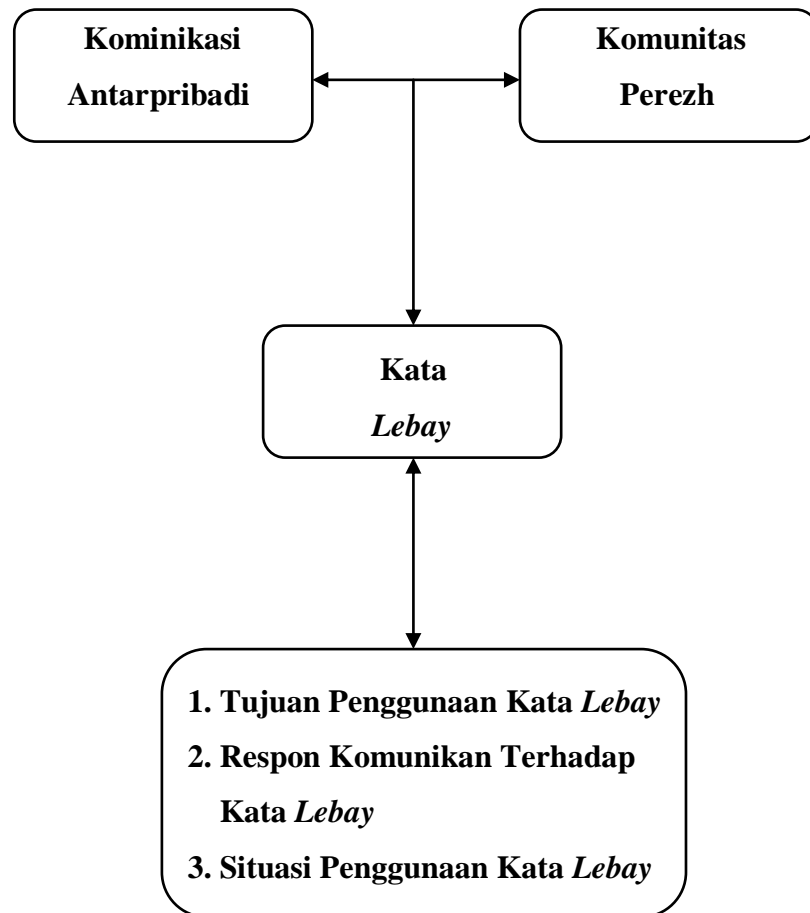 Kominikasi
Antarpribadi
Komunitas
Perezh
Kata
Lebay
1. Tujuan Penggunaan Kata Lebay
2. Respon Komunikan Terhadap
Kata Lebay
3. Situasi Penggunaan Kata Lebay